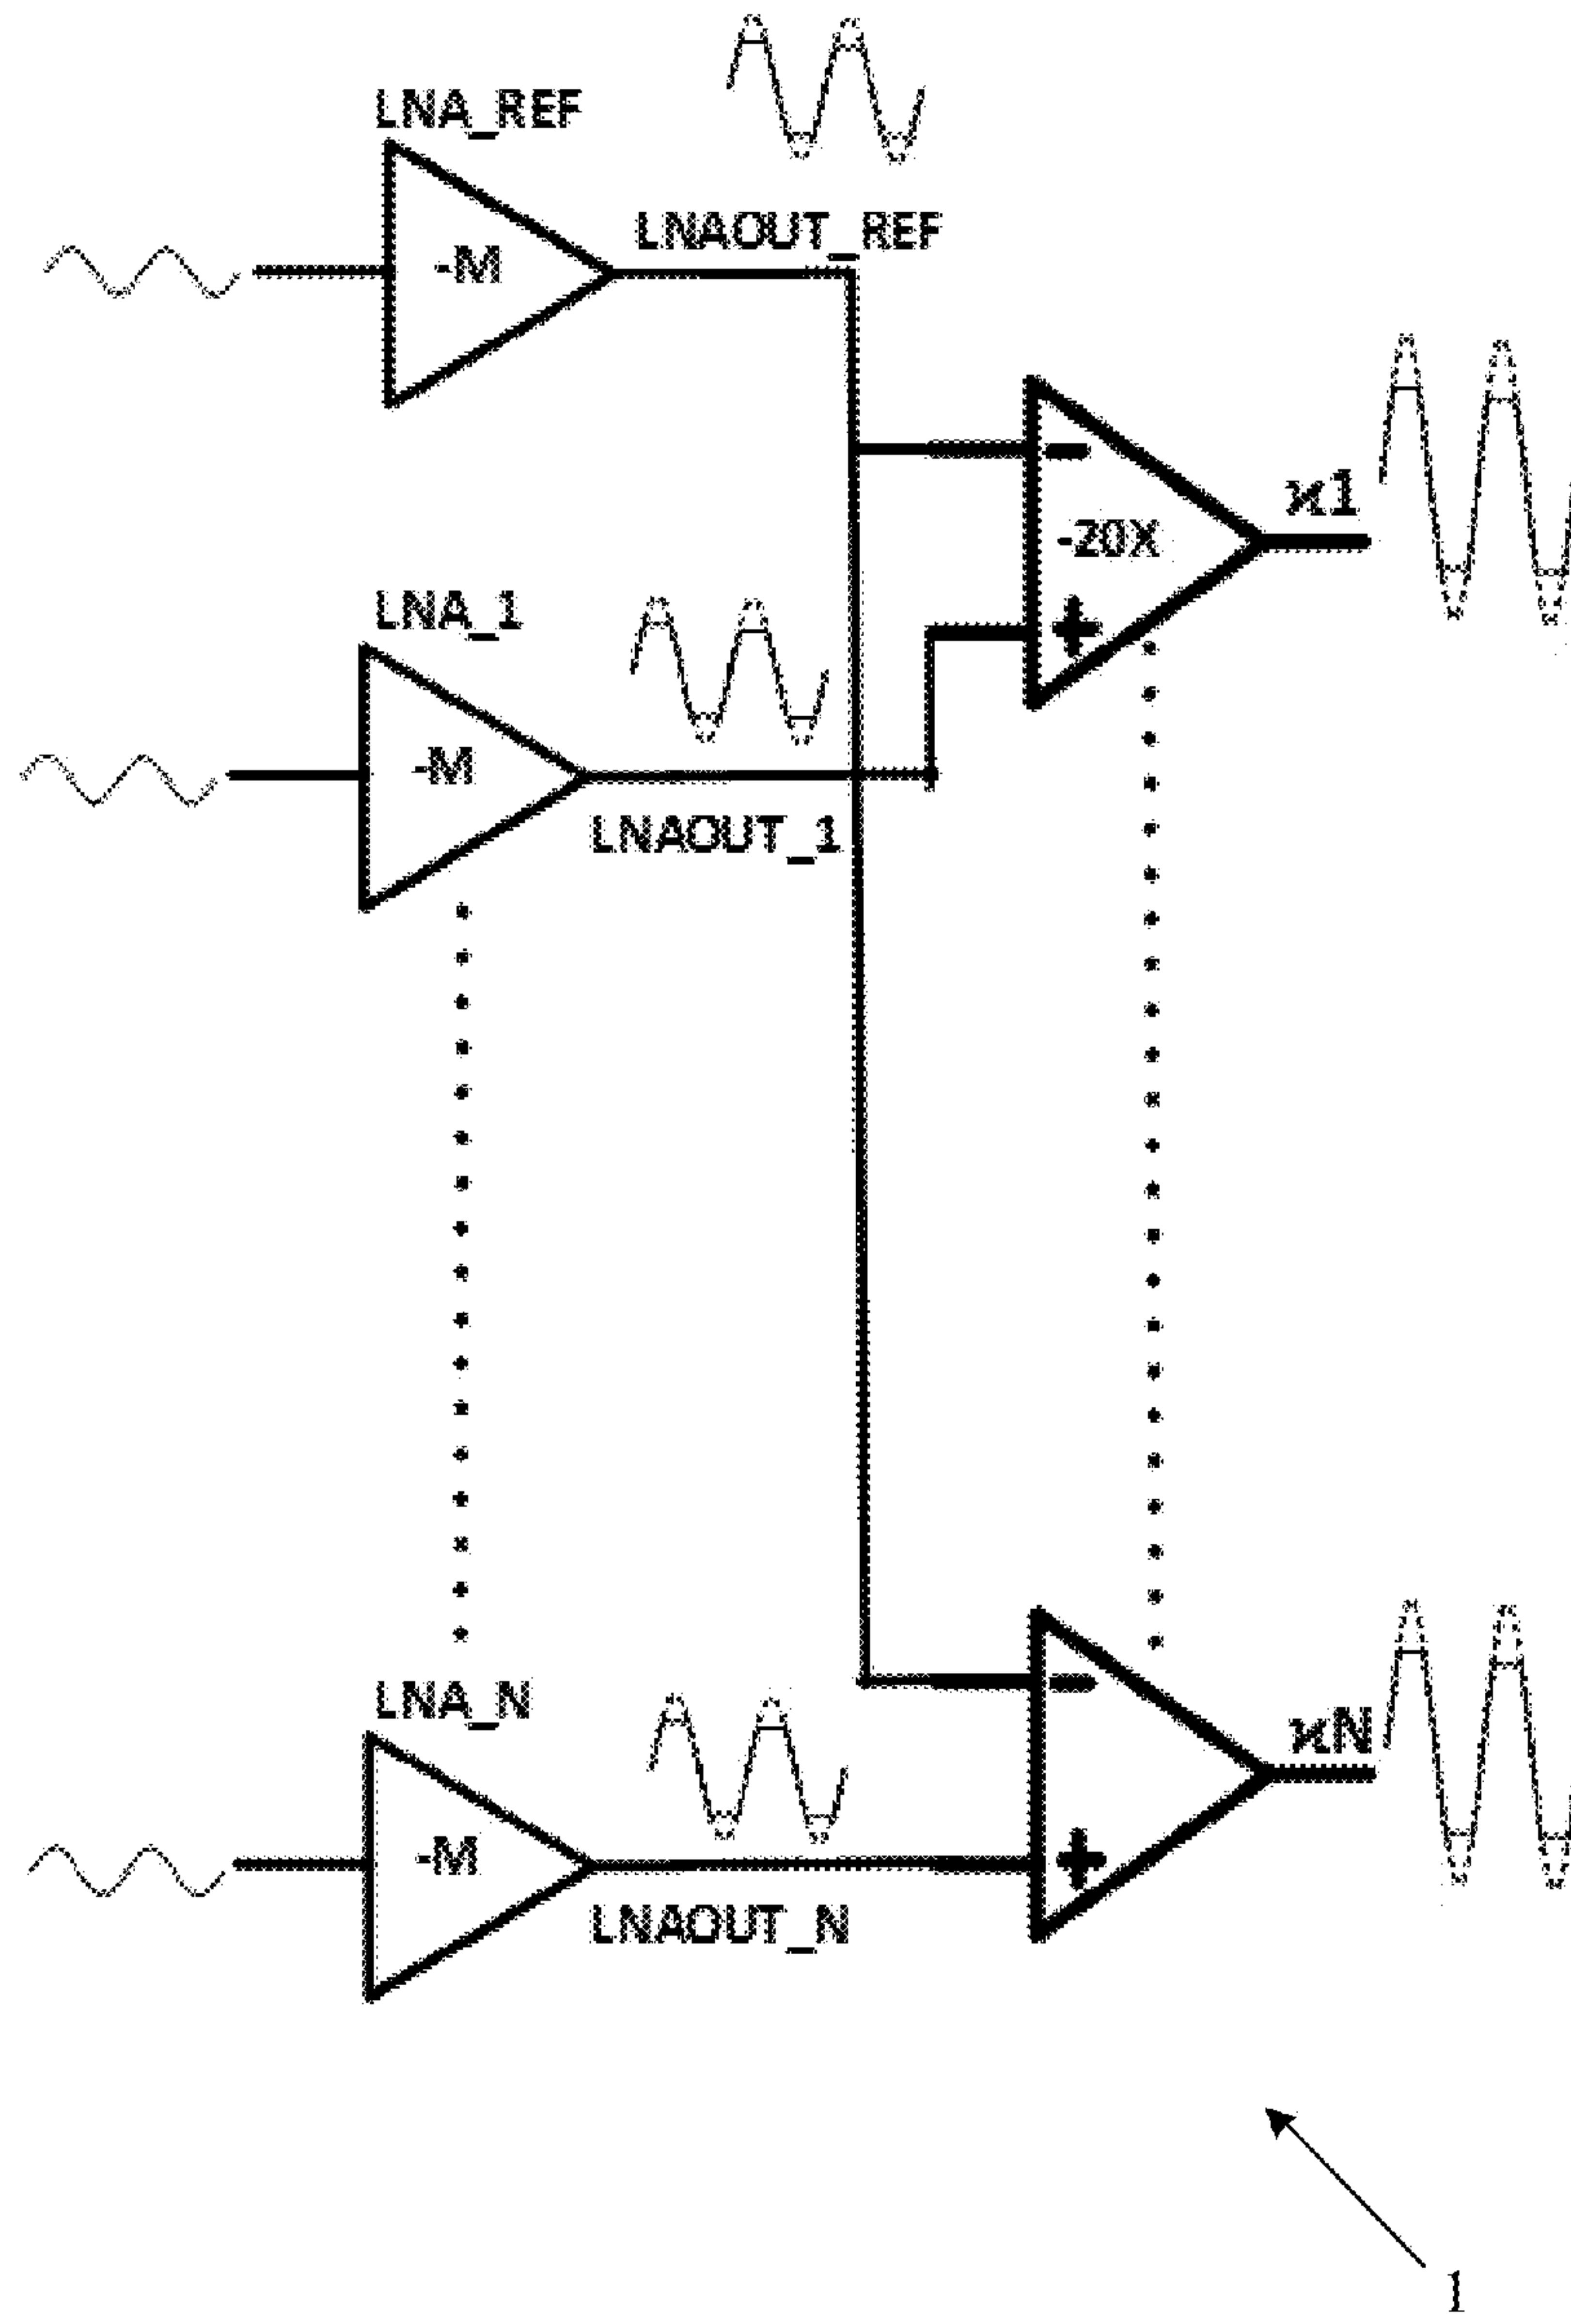 LNA_REF
-M
LNAOUT_REF
-20X
x1
LNA_1
-M
LNAOUT_1
LNA_N
-M
LNAOUT_N
xN
1